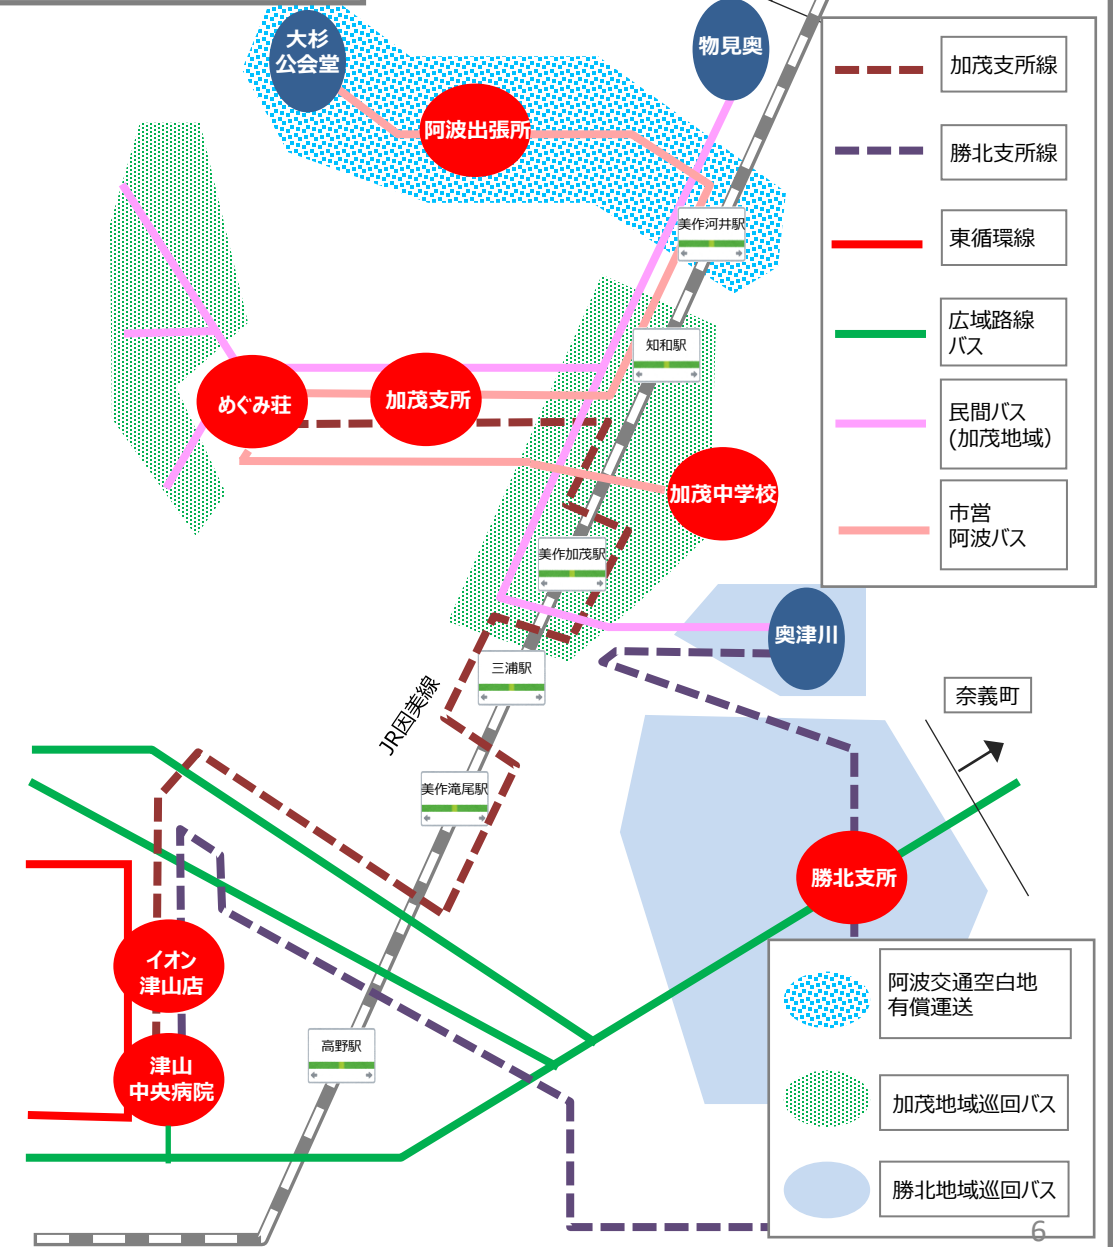 大杉
公会堂
物見奥
加茂支所線
阿波出張所
勝北支所線
美作河井駅
東循環線
広域路線
バス
知和駅
めぐみ荘
加茂支所
民間バス
(加茂地域)
加茂中学校
市営
阿波バス
美作加茂駅
奥津川
三浦駅
JR因美線
奈義町
美作滝尾駅
勝北支所
イオン
津山店
阿波交通空白地
有償運送
高野駅
津山
中央病院
加茂地域巡回バス
勝北地域巡回バス
6